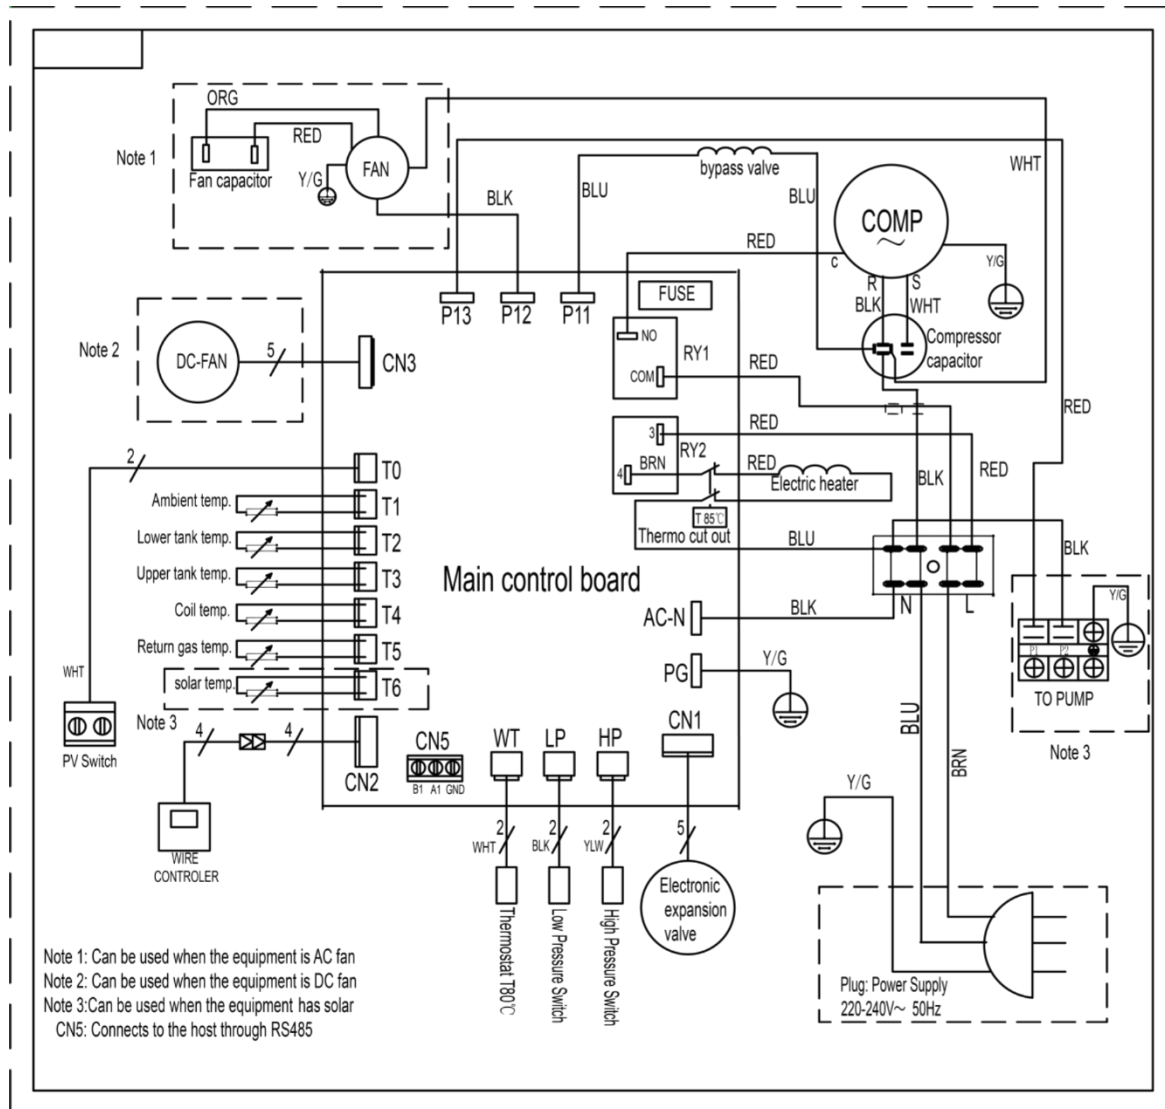 ORG
RED
Note 1
Fan capacitor
Y/G
FAN
BLK
BLU
bypass valve
BLU
WHT
COMP
~
RED
C
Y/G
R
S
BLK
WHT
Compressor
capacitor
P13
P12
P11
FUSE
NO
RY1
COM
RED
Note 2
DC-FAN
5
CN3
RED
3
RY2
RED
4
BRN
RED
Electric heater
BLK
RED
T 85℃
Thermo cut out
BLU
BLK
2
T0
Ambient temp.
T1
Lower tank temp.
T2
Upper tank temp.
T3
Coil temp.
T4
Return gas temp.
T5
solar temp.
T6
Note 3
Main control board
AC-N
BLK
N
L
Y/G
P1
P2
TO PUMP
Note 3
PG
Y/G
WHT
PV Switch
4
4
CN2
CN5
B1 A1 GND
WT
LP
HP
CN1
BLU
BRN
Y/G
WIRE
CONTROLER
2
WHT
2
BLK
2
YLW
5
Thermostat T80℃
Low Pressure Switch
High Pressure Switch
Electronic
expansion
valve
Plug: Power Supply
220-240V~ 50Hz
Note 1: Can be used when the equipment is AC fan
Note 2: Can be used when the equipment is DC fan
Note 3:Can be used when the equipment has solar
CN5: Connects to the host through RS485